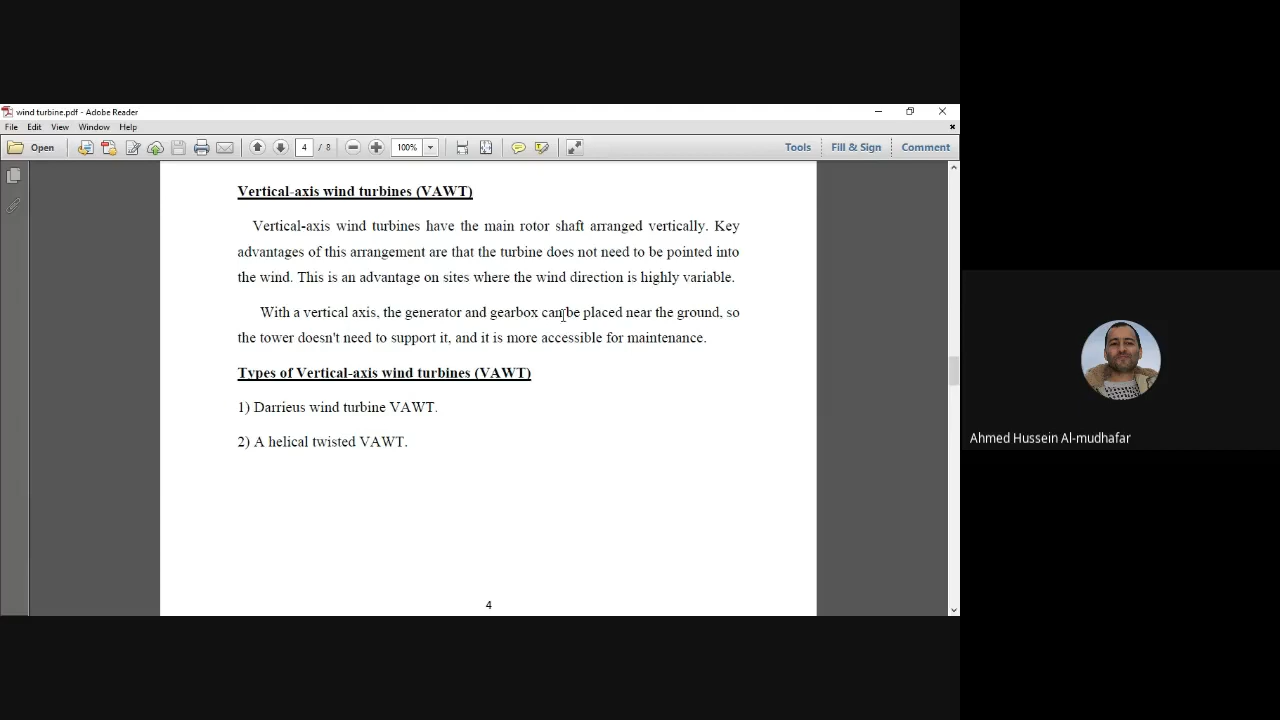 wind turbine.pdf - Adobe Reader
File Edit View Window Help
Open 4 / 8 100% Tools Fill & Sign Comment
Vertical-axis wind turbines (VAWT)
Vertical-axis wind turbines have the main rotor shaft arranged vertically. Key
advantages of this arrangement are that the turbine does not need to be pointed into
the wind. This is an advantage on sites where the wind direction is highly variable.
With a vertical axis, the generator and gearbox can be placed near the ground, so
the tower doesn't need to support it, and it is more accessible for maintenance.
Types of Vertical-axis wind turbines (VAWT)
1) Darrieus wind turbine VAWT.
2) A helical twisted VAWT.
4
Ahmed Hussein Al-mudhafar